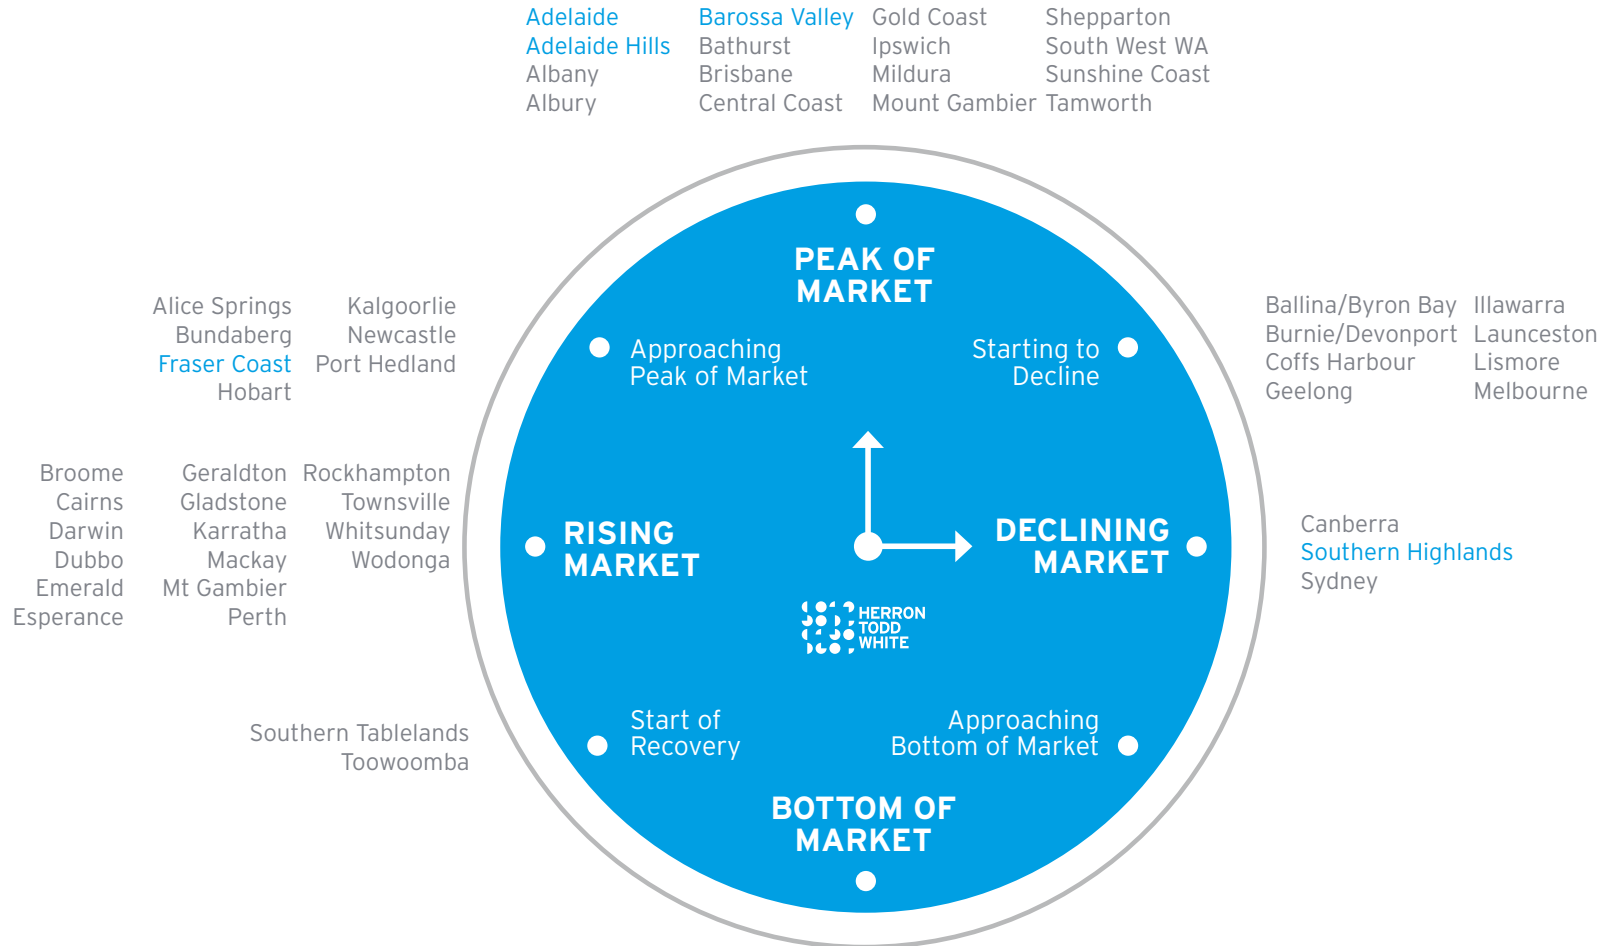 Adelaide
Adelaide Hills
Albany
Albury
Barossa Valley
Bathurst
Brisbane
Central Coast
Gold Coast
Ipswich
Mildura
Mount Gambier
Shepparton
South West WA
Sunshine Coast
Tamworth
PEAK OF
MARKET
Alice Springs
Bundaberg
Fraser Coast
Hobart
Kalgoorlie
Newcastle
Port Hedland
Approaching
Peak of Market
Starting to
Decline
Ballina/Byron Bay
Burnie/Devonport
Coffs Harbour
Geelong
Illawarra
Launceston
Lismore
Melbourne
Broome
Cairns
Darwin
Dubbo
Emerald
Esperance
Geraldton
Gladstone
Karratha
Mackay
Mt Gambier
Perth
Rockhampton
Townsville
Whitsunday
Wodonga
RISING
MARKET
DECLINING
MARKET
Canberra
Southern Highlands
Sydney
HERRON
TODD
WHITE
Southern Tablelands
Toowoomba
Start of
Recovery
Approaching
Bottom of Market
BOTTOM OF
MARKET